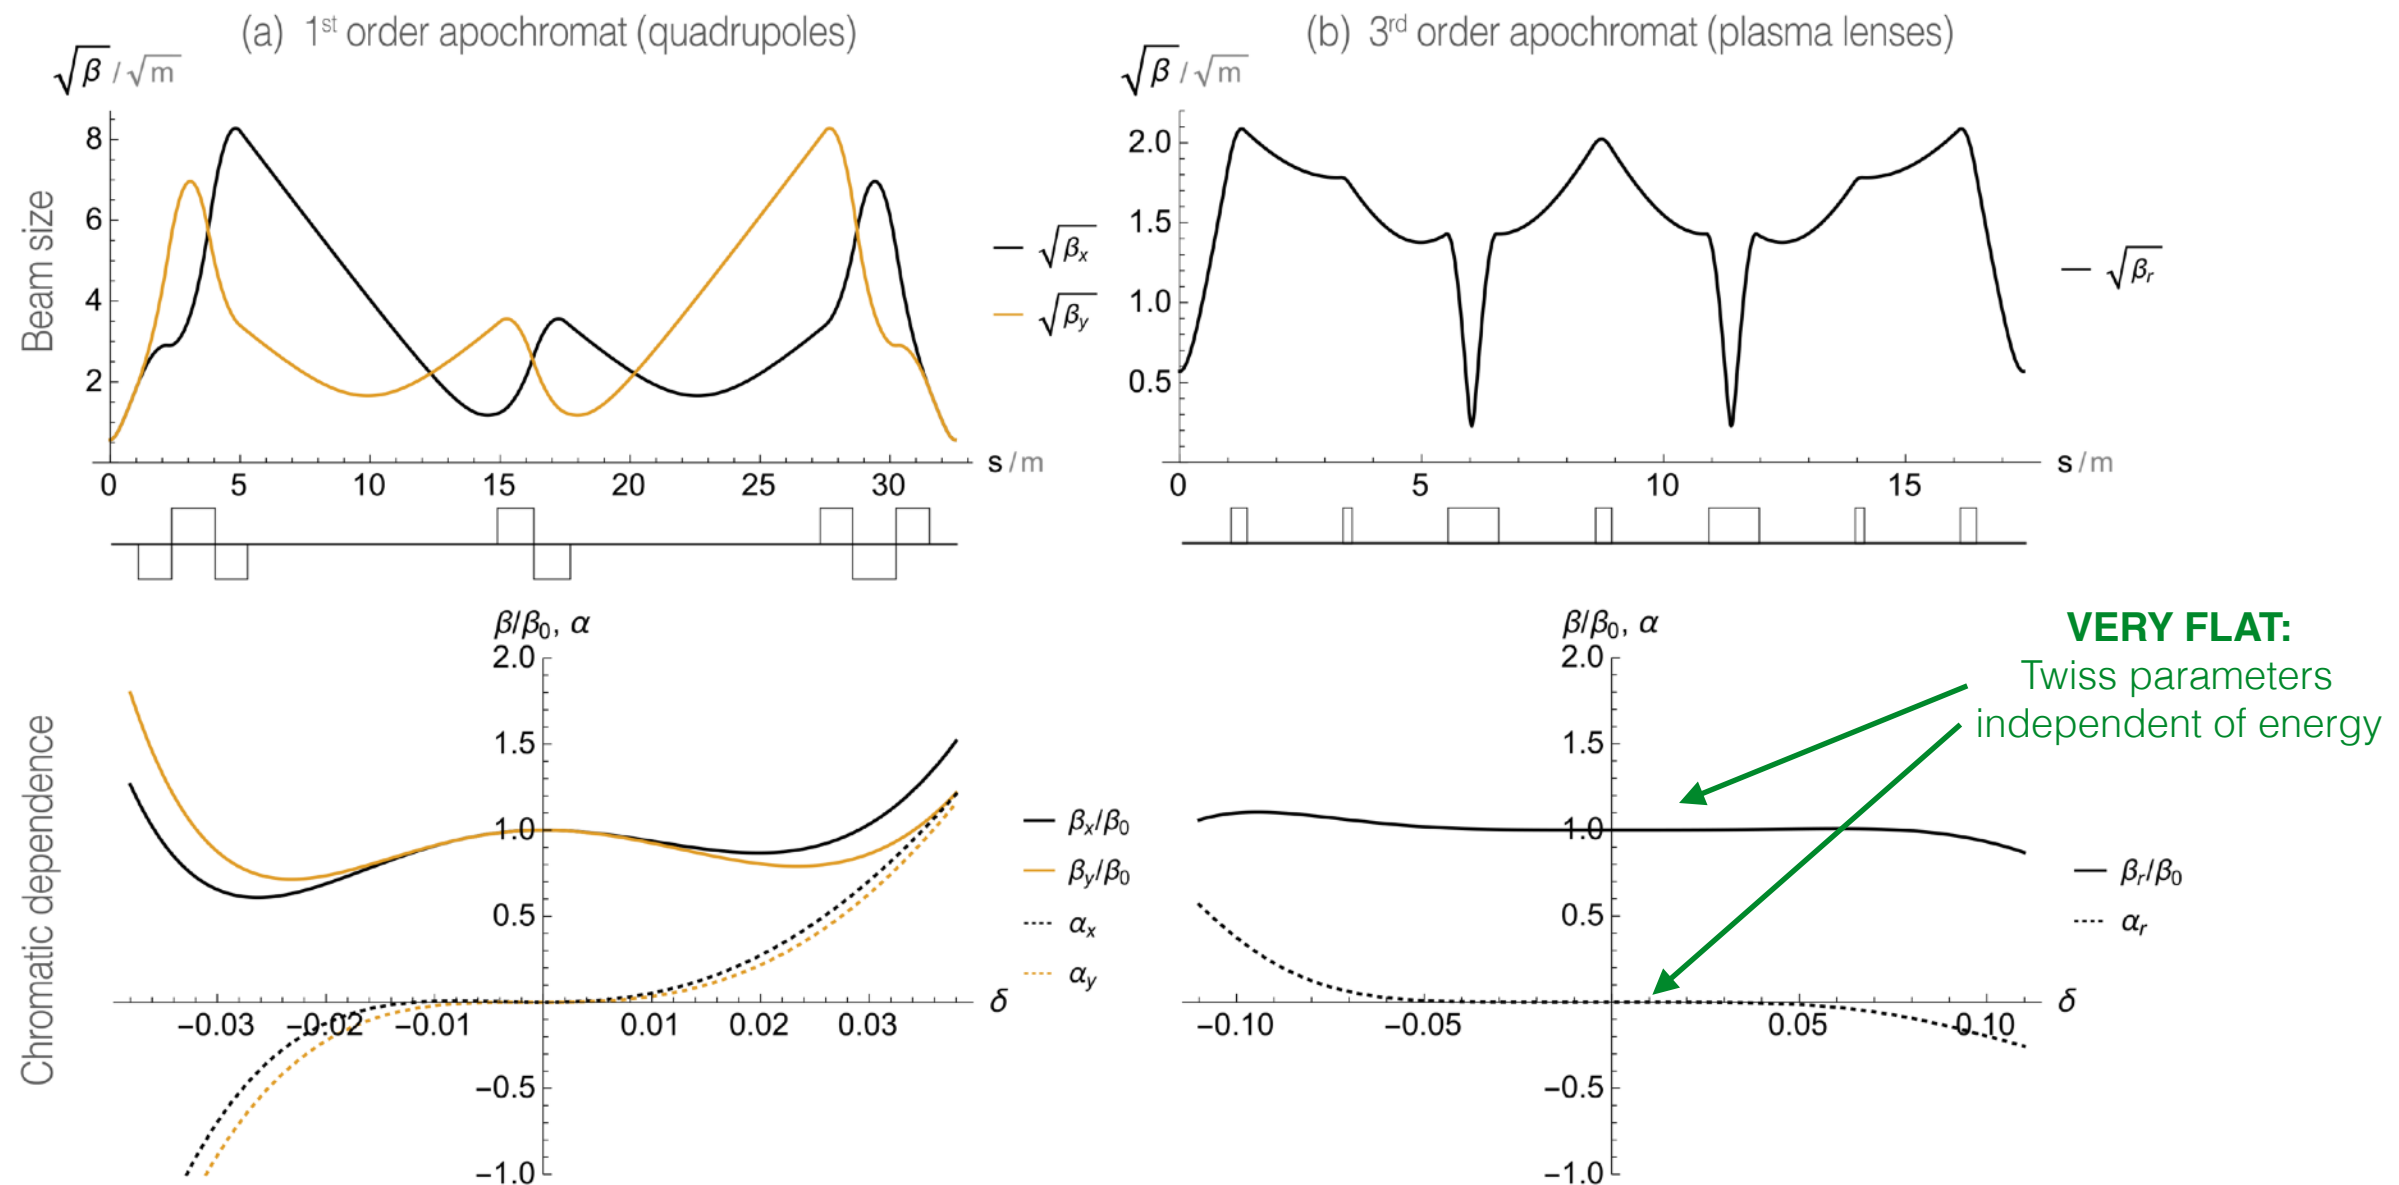 (a) 1st order apochromat (quadrupoles)
√β / √m
Beam size
8
6
4
2
0 5 10 15 20 25 30
s / m
√βx
√βy
(b) 3rd order apochromat (plasma lenses)
√β / √m
2.0
1.5
1.0
0.5
0 5 10 15
s / m
√βr
Chromatic dependence
β/β0, α
2.0
1.5
1.0
0.5
−0.5
−1.0
−0.03 −0.02 −0.01 0.01 0.02 0.03
δ
βx/β0
βy/β0
αx
αy
β/β0, α
2.0
1.5
1.0
0.5
−0.5
−1.0
−0.10 −0.05 0.05 0.10
δ
βr/β0
αr
VERY FLAT:
Twiss parameters
independent of energy